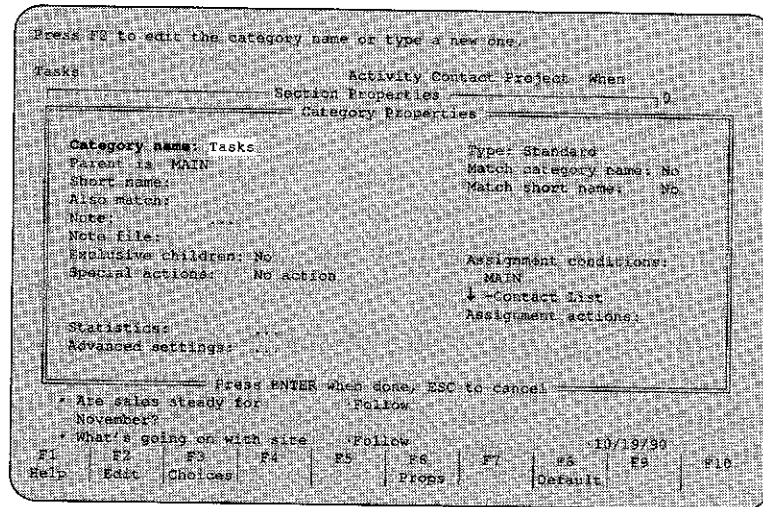 Press F2 to edit the category name or type a new one.
Tasks Activity Contact Project When
Section Properties
Category Properties
Category name: Tasks Type: Standard
Parent is MAIN Match category name: No
Short name: Match short name: No
Also match:
Note: ...
Note file:
Exclusive children: No Assignment conditions:
Special actions: No action MAIN
↓ -Contact List
Assignment actions:
Statistics: ...
Advanced settings: ...
Press ENTER when done, ESC to cancel
• Are sales steady for ·Follow
November?
• What's going on with site ·Follow ·10/19/90
F1 F2 F3 F4 F5 F6 F7 F8 F9 F10
Help Edit Choices Props Default